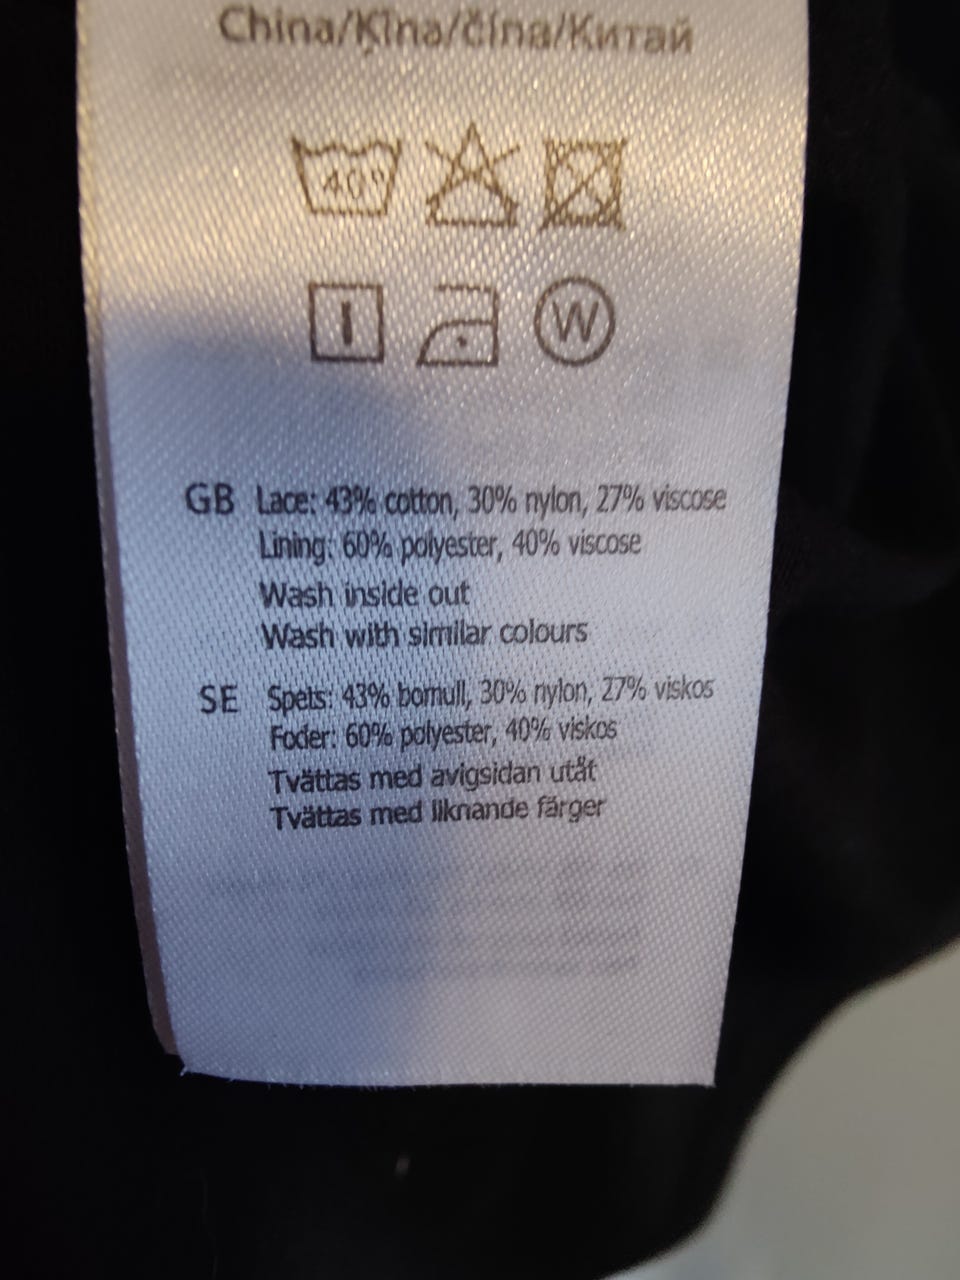 China/Ķīna/čína/Китай
40°
W
GB Lace: 43% cotton, 30% nylon, 27% viscose
Lining: 60% polyester, 40% viscose
Wash inside out
Wash with similar colours
SE Spets: 43% bomull, 30% nylon, 27% viskos
Foder: 60% polyester, 40% viskos
Tvättas med avigsidan utåt
Tvättas med liknande färger